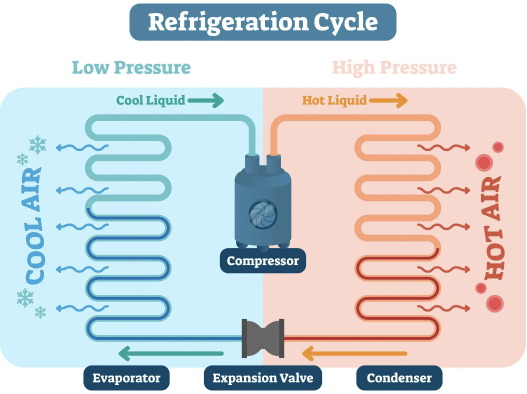 Refrigeration Cycle
Low Pressure
High Pressure
Cool Liquid
Hot Liquid
COOL AIR
HOT AIR
Compressor
Evaporator
Expansion Valve
Condenser